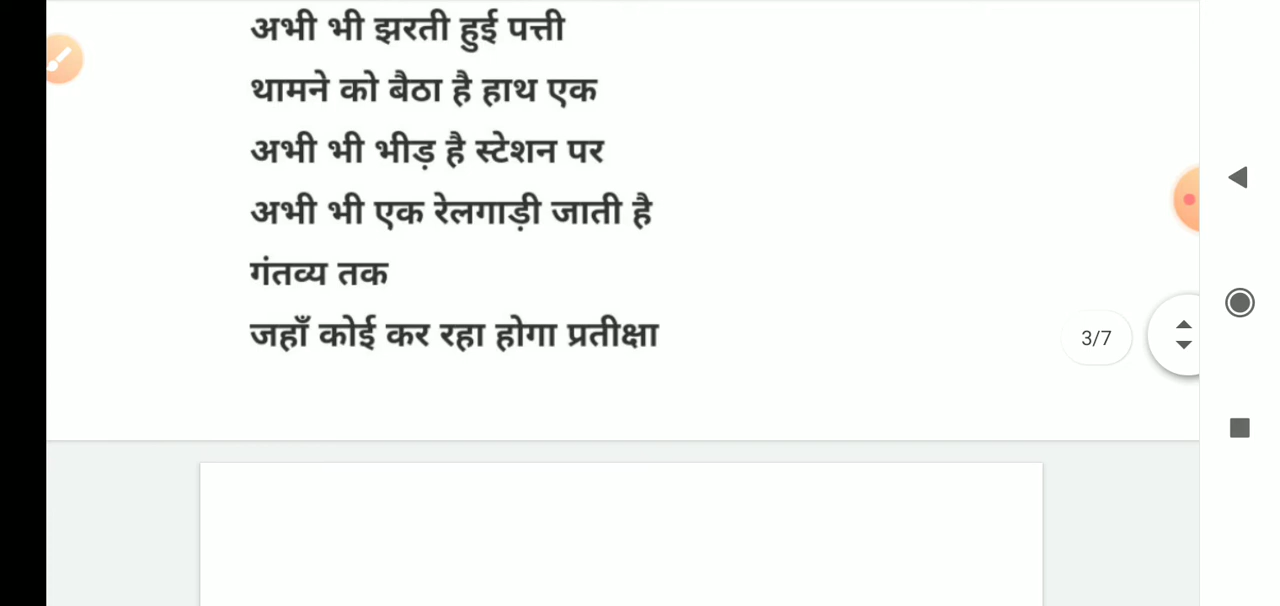 अभी भी झरती हुई पत्ती
थामने को बैठा है हाथ एक
अभी भी भीड़ है स्टेशन पर
अभी भी एक रेलगाड़ी जाती है
गंतव्य तक
जहाँ कोई कर रहा होगा प्रतीक्षा
3/7